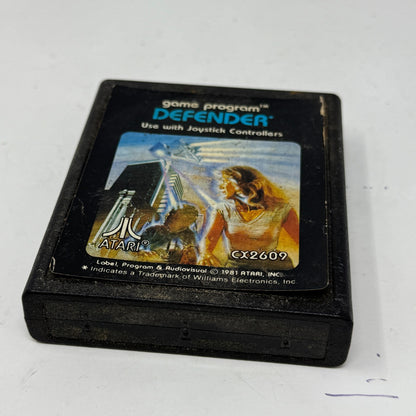 game program™
DEFENDER*
Use with Joystick Controllers
ATARI®
CX2609
Label, Program & Audiovisual © 1981 ATARI, INC.
* Indicates a Trademark of Williams Electronics, Inc.